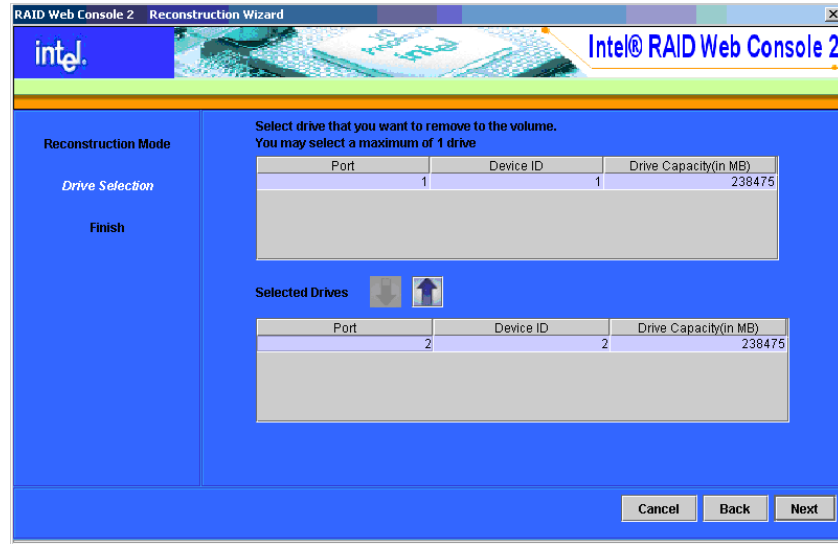 RAID Web Console 2 Reconstruction Wizard
intel.
I/O
intel
Intel® RAID Web Console 2
Reconstruction Mode
Drive Selection
Finish
Select drive that you want to remove to the volume.
You may select a maximum of 1 drive
Port Device ID Drive Capacity(in MB)
1 1 238475
Selected Drives
Port Device ID Drive Capacity(in MB)
2 2 238475
Cancel Back Next